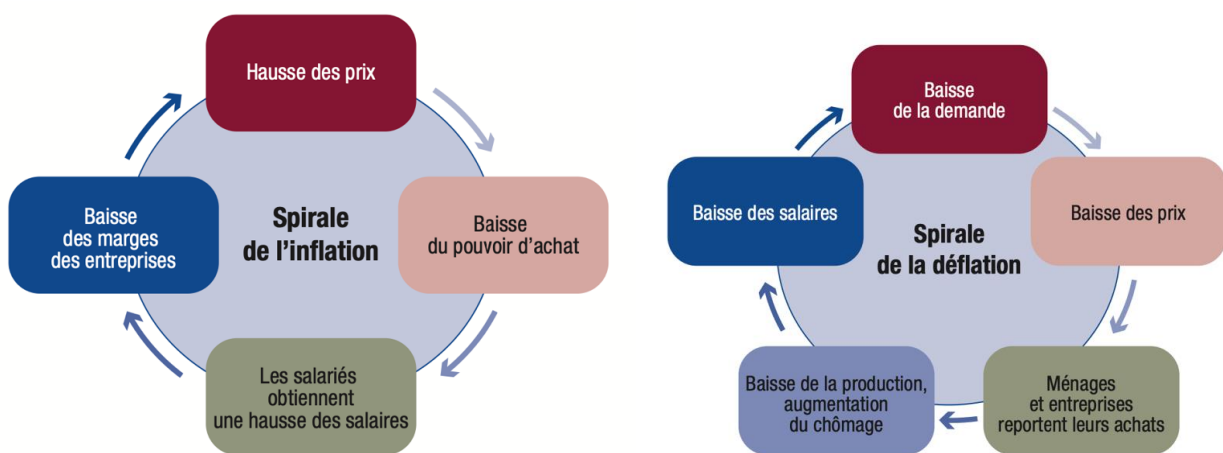 Hausse des prix
Baisse
du pouvoir d’achat
Les salariés
obtiennent
une hausse des salaires
Baisse
des marges
des entreprises
Spirale
de l’inflation
Baisse
de la demande
Baisse des prix
Ménages
et entreprises
reportent leurs achats
Baisse de la production,
augmentation
du chômage
Baisse des salaires
Spirale
de la déflation